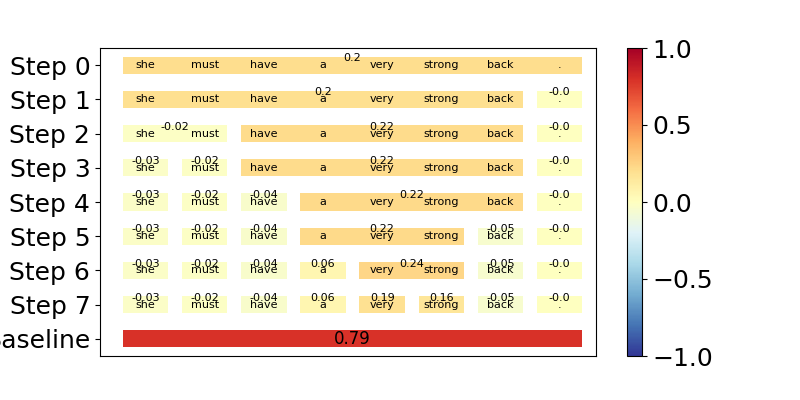 Step 0 she must have a very strong back . 0.2
Step 1 she must have a very strong back . 0.2 -0.0
Step 2 she must have a very strong back . -0.02 0.22 -0.0
Step 3 she must have a very strong back . -0.03 -0.02 0.22 -0.0
Step 4 she must have a very strong back . -0.03 -0.02 -0.04 0.22 -0.0
Step 5 she must have a very strong back . -0.03 -0.02 -0.04 0.22 -0.05 -0.0
Step 6 she must have a very strong back . -0.03 -0.02 -0.04 0.06 0.24 -0.05 -0.0
Step 7 she must have a very strong back . -0.03 -0.02 -0.04 0.06 0.19 0.16 -0.05 -0.0
aseline 0.79
1.0
0.5
0.0
−0.5
−1.0